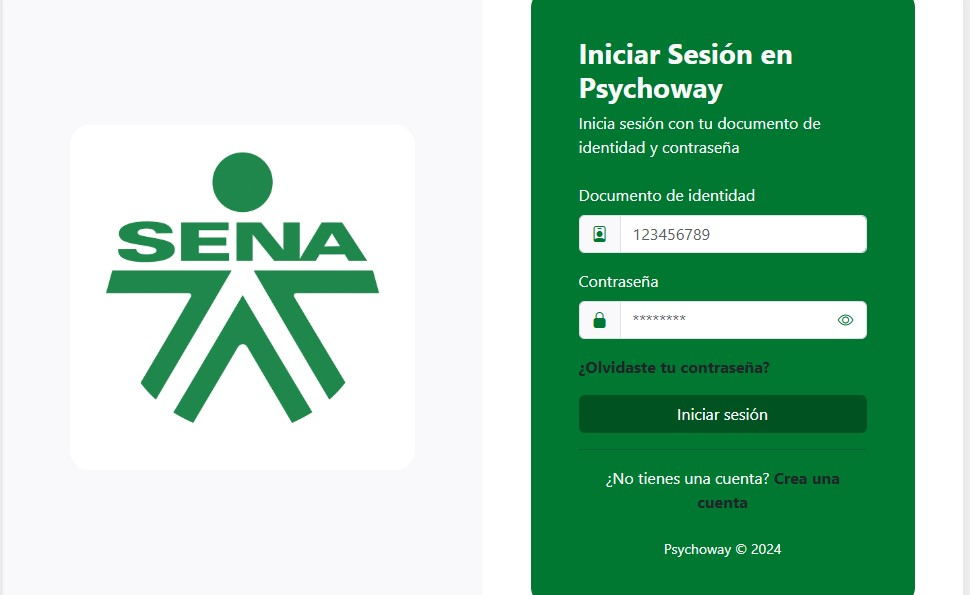 SENA
Iniciar Sesión en
Psychoway
Inicia sesión con tu documento de
identidad y contraseña
Documento de identidad
123456789
Contraseña
********
¿Olvidaste tu contraseña?
Iniciar sesión
¿No tienes una cuenta? Crea una
cuenta
Psychoway © 2024